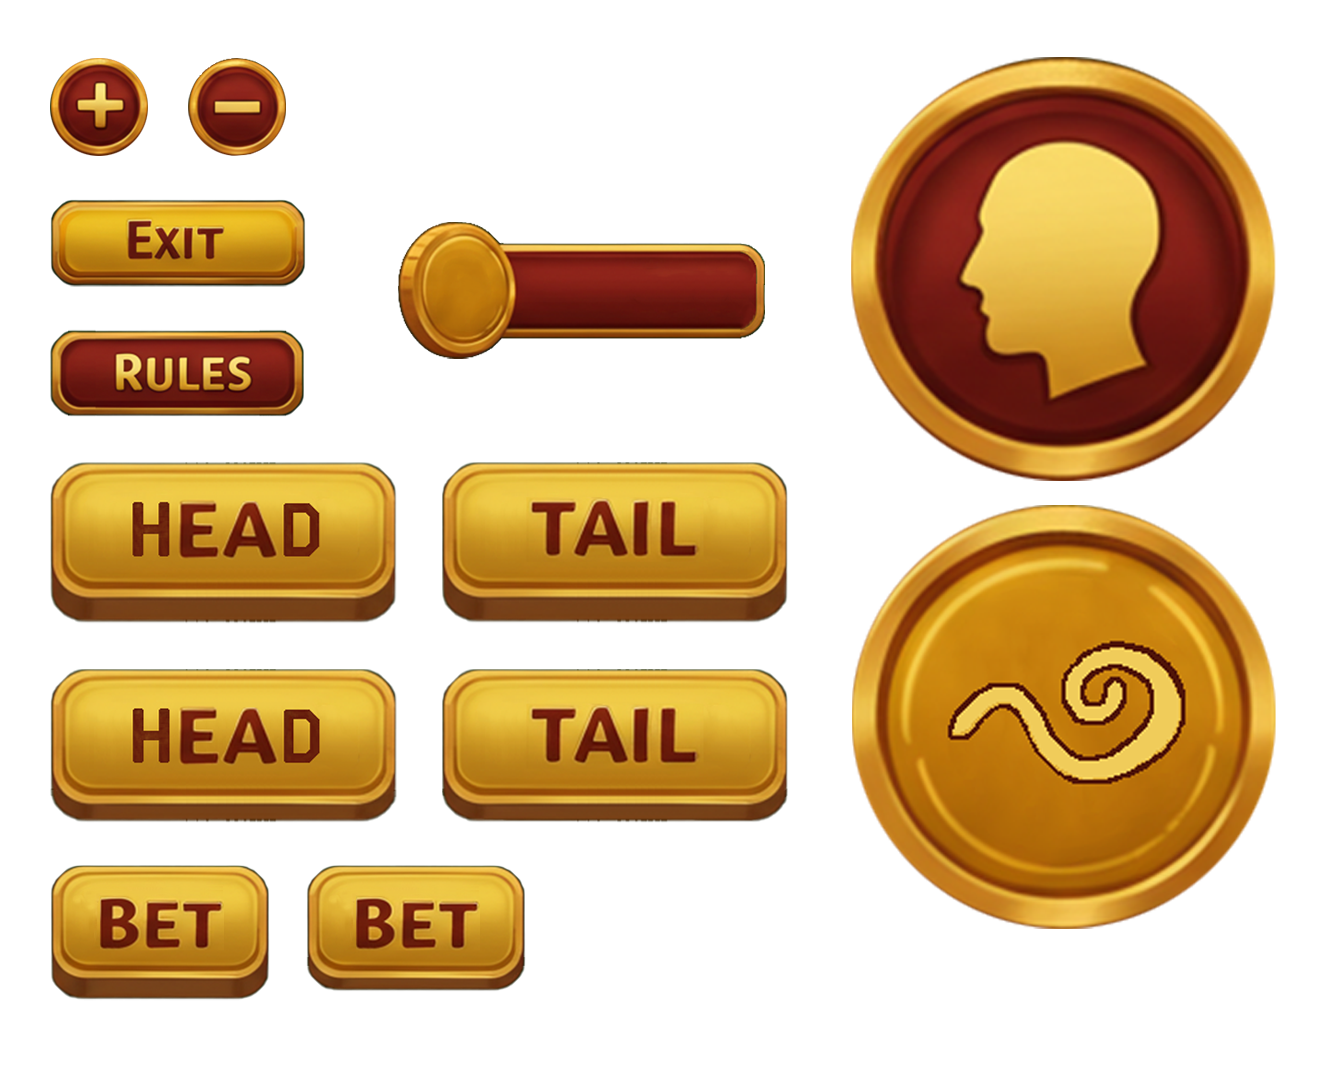 + −
EXIT
RULES
HEAD TAIL
HEAD TAIL
BET BET